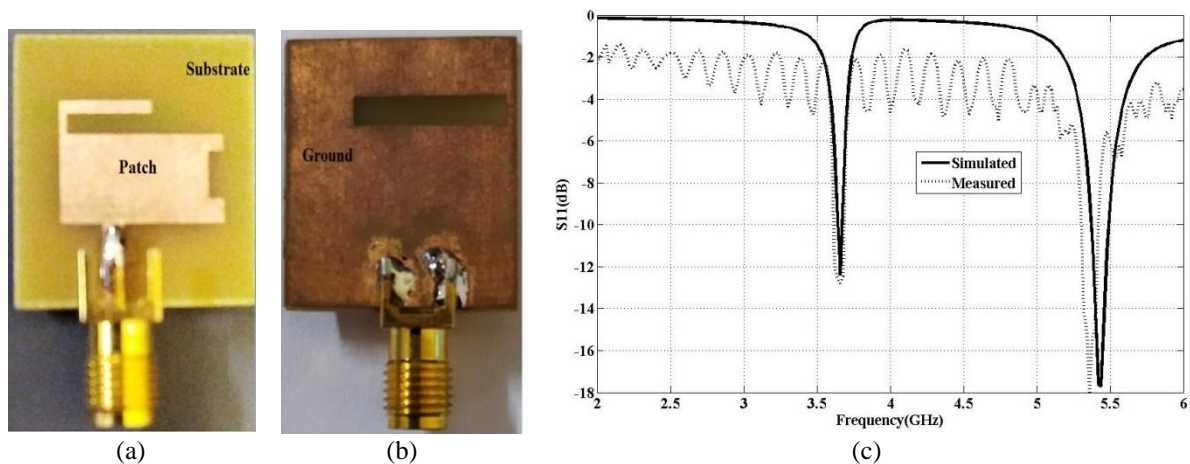 Substrate
Patch
(a)
Ground
(b)
0
-2
-4
-6
-8
-10
-12
-14
-16
-18
S11(dB)
Simulated
Measured
2
2.5
3
3.5
4
4.5
5
5.5
6
Frequency(GHz)
(c)